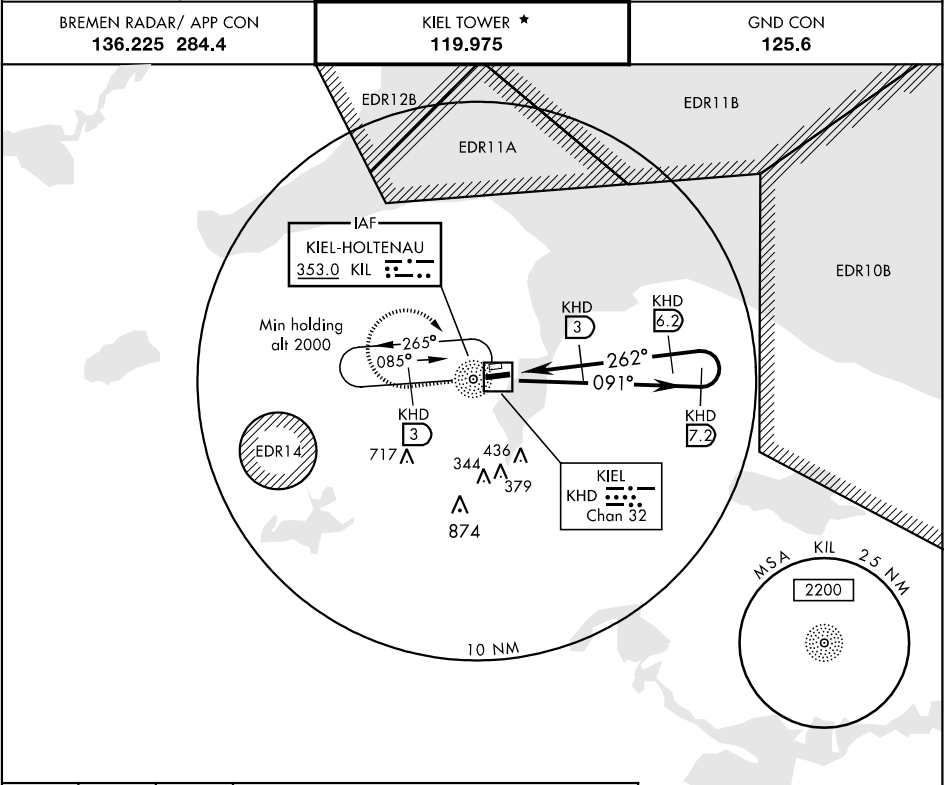 BREMEN RADAR/ APP CON
136.225 284.4
KIEL TOWER ★
119.975
GND CON
125.6
EDR12B
EDR11B
EDR11A
EDR10B
IAF
KIEL-HOLTENAU
353.0 KIL
Min holding
alt 2000
265°
085°
KHD
3
KHD
3
KHD
6.2
262°
091°
KHD
7.2
EDR14
717
344
436
379
874
KIEL
KHD
Chan 32
MSA KIL 25 NM
2200
10 NM